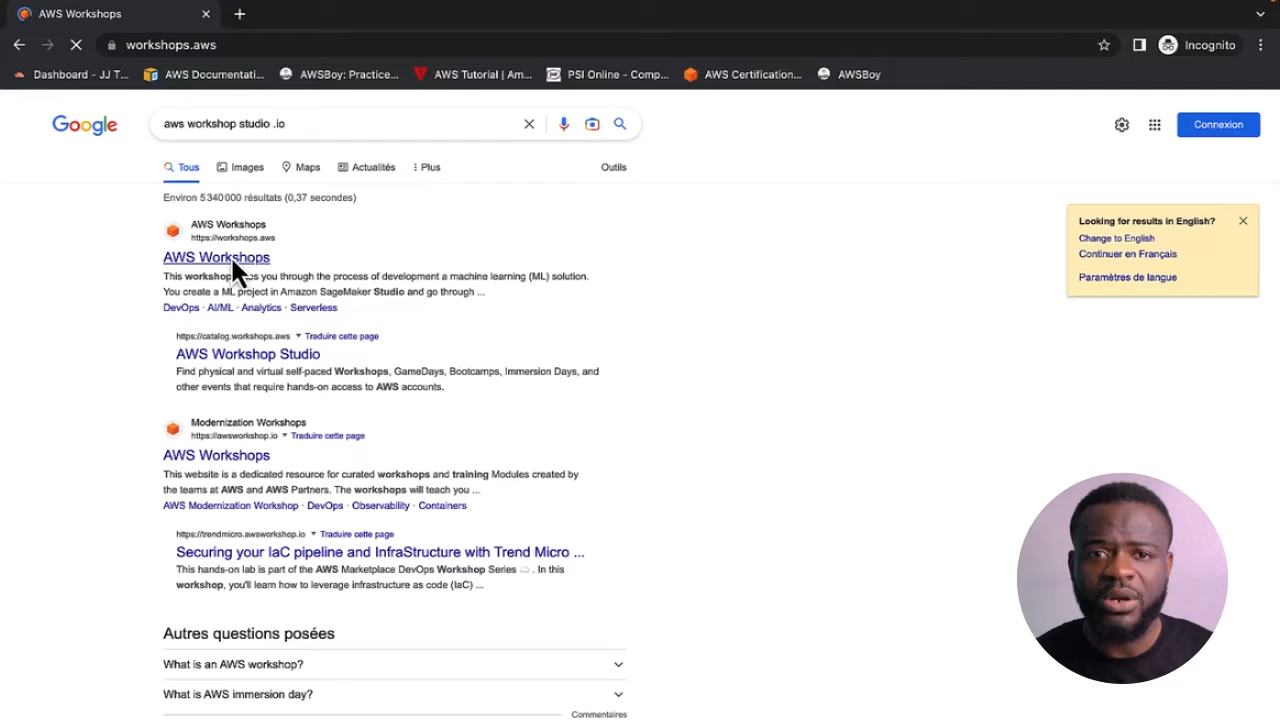 AWS Workshops
workshops.aws
Incognito
Dashboard - JJ T...
AWS Documentati...
AWSBoy: Practice...
AWS Tutorial | Am...
PSI Online - Comp...
AWS Certification...
AWSBoy
Google
aws workshop studio .io
Connexion
Tous
Images
Maps
Actualités
Plus
Outils
Environ 5 340 000 résultats (0,37 secondes)
AWS Workshops
https://workshops.aws
AWS Workshops
This workshop es you through the process of development a machine learning (ML) solution.
You create a ML project in Amazon SageMaker Studio and go through ...
DevOps · AI/ML · Analytics · Serverless
https://catalog.workshops.aws Traduire cette page
AWS Workshop Studio
Find physical and virtual self-paced Workshops, GameDays, Bootcamps, Immersion Days, and
other events that require hands-on access to AWS accounts.
Modernization Workshops
https://awsworkshop.io Traduire cette page
AWS Workshops
This website is a dedicated resource for curated workshops and training Modules created by
the teams at AWS and AWS Partners. The workshops will teach you ...
AWS Modernization Workshop · DevOps · Observability · Containers
https://trendmicro.awsworkshop.io Traduire cette page
Securing your IaC pipeline and InfraStructure with Trend Micro ...
This hands-on lab is part of the AWS Marketplace DevOps Workshop Series ☁ . In this
workshop, you'll learn how to leverage infrastructure as code (IaC) ...
Autres questions posées
What is an AWS workshop?
What is AWS immersion day?
Commentaires
Looking for results in English?
Change to English
Continuer en Français
Paramètres de langue